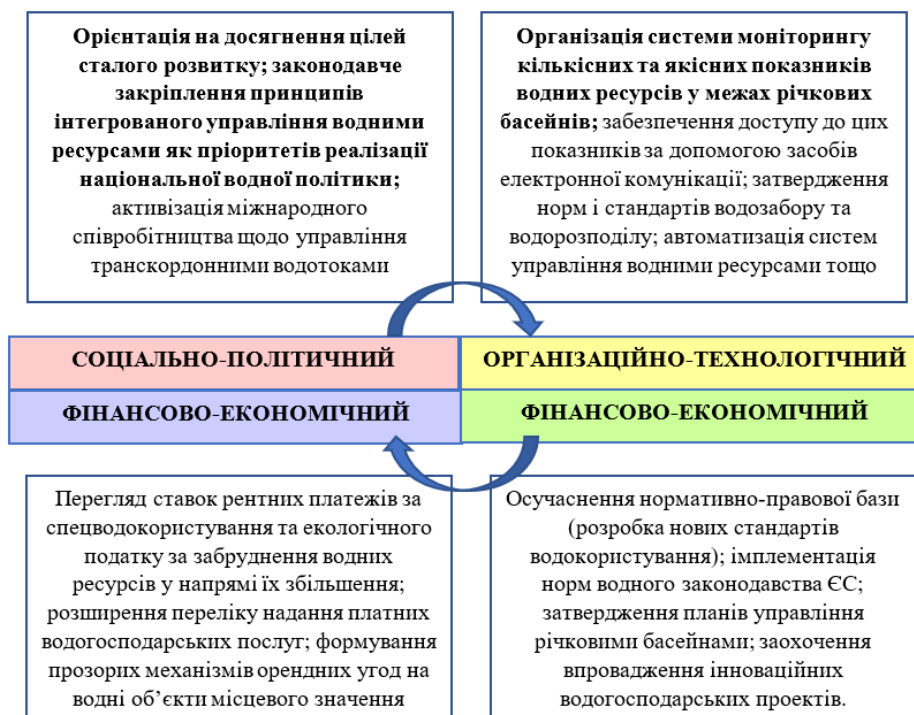 Орієнтація на досягнення цілей
сталого розвитку; законодавче
закріплення принципів
інтегрованого управління водними
ресурсами як пріоритетів реалізації
національної водної політики;
активізація міжнародного
співробітництва щодо управління
транскордонними водотоками
Організація системи моніторингу
кількісних та якісних показників
водних ресурсів у межах річкових
басейнів; забезпечення доступу до цих
показників за допомогою засобів
електронної комунікації; затвердження
норм і стандартів водозабору та
водорозподілу; автоматизація систем
управління водними ресурсами тощо
СОЦІАЛЬНО-ПОЛІТИЧНИЙ
ОРГАНІЗАЦІЙНО-ТЕХНОЛОГІЧНИЙ
ФІНАНСОВО-ЕКОНОМІЧНИЙ
ФІНАНСОВО-ЕКОНОМІЧНИЙ
Перегляд ставок рентних платежів за
спецводокористування та екологічного
податку за забруднення водних
ресурсів у напрямі їх збільшення;
розширення переліку надання платних
водогосподарських послуг; формування
прозорих механізмів орендних угод на
водні об’єкти місцевого значення
Осучаснення нормативно-правової бази
(розробка нових стандартів
водокористування); імплементація
норм водного законодавства ЄС;
затвердження планів управління
річковими басейнами; заохочення
впровадження інноваційних
водогосподарських проектів.